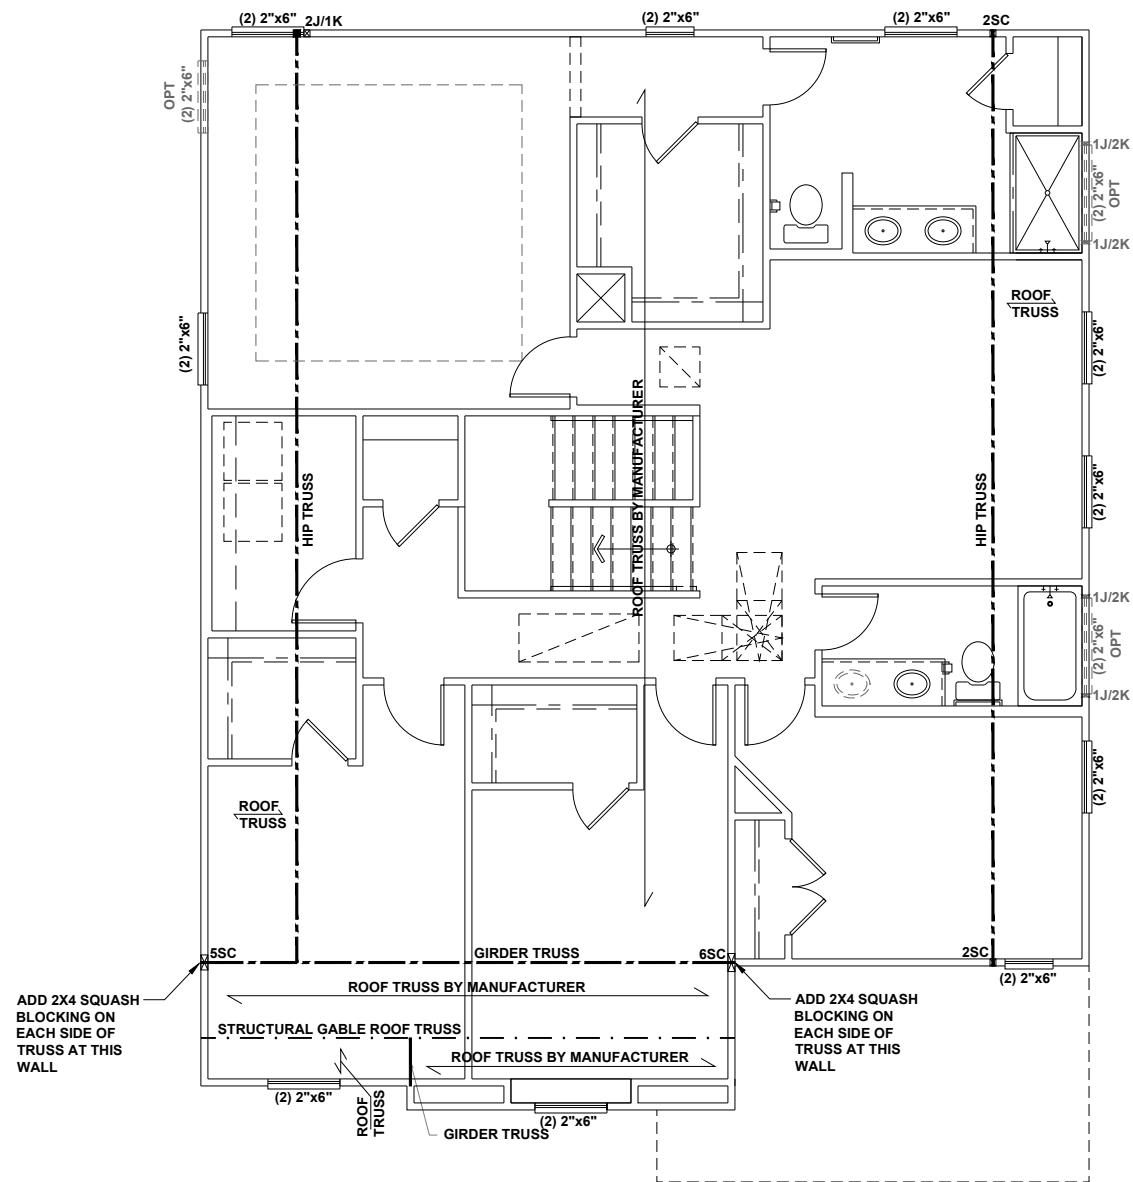 (2) 2"x6"
2J/1K
(2) 2"x6"
(2) 2"x6"
2SC
OPT
(2) 2"x6"
1J/2K
(2) 2"x6"
OPT
1J/2K
ROOF
TRUSS
(2) 2"x6"
(2) 2"x6"
ROOF TRUSS BY MANUFACTURER
HIP TRUSS
HIP TRUSS
(2) 2"x6"
1J/2K
(2) 2"x6"
OPT
1J/2K
(2) 2"x6"
ROOF
TRUSS
5SC
GIRDER TRUSS
6SC
2SC
(2) 2"x6"
ROOF TRUSS BY MANUFACTURER
ADD 2X4 SQUASH
BLOCKING ON
EACH SIDE OF
TRUSS AT THIS
WALL
ADD 2X4 SQUASH
BLOCKING ON
EACH SIDE OF
TRUSS AT THIS
WALL
STRUCTURAL GABLE ROOF TRUSS
ROOF TRUSS BY MANUFACTURER
(2) 2"x6"
ROOF
TRUSS
(2) 2"x6"
GIRDER TRUSS